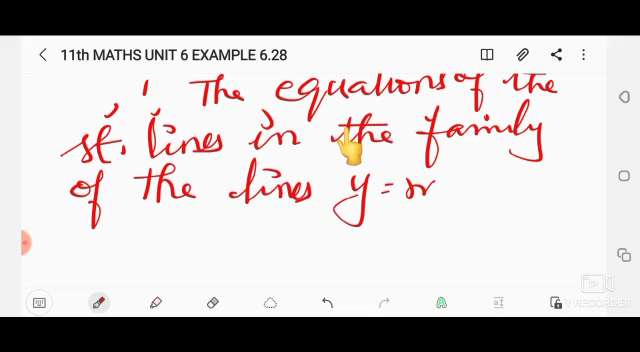 11th MATHS UNIT 6 EXAMPLE 6.28
The equations of the
st. lines in the family
of the lines y =
V RECORDER